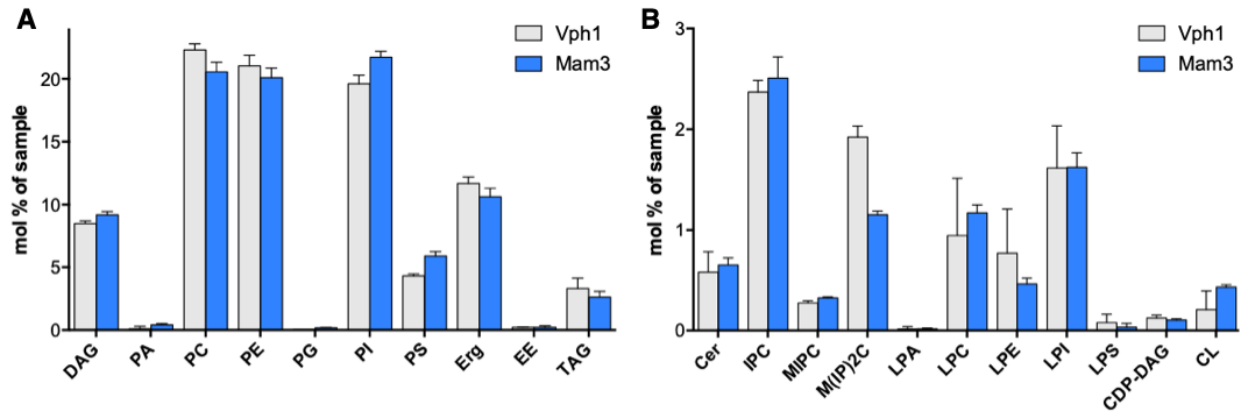 A
Vph1
Mam3
mol % of sample
20
15
10
5
0
DAG
PA
PC
PE
PG
PI
PS
Erg
EE
TAG
B
Vph1
Mam3
mol % of sample
3
2
1
0
Cer
IPC
MIPC
M(IP)2C
LPA
LPC
LPE
LPI
LPS
CDP-DAG
CL